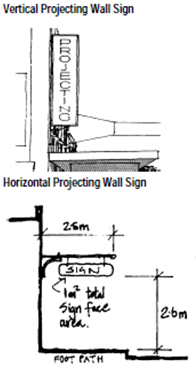 Vertical Projecting Wall Sign
PROJECTING
Horizontal Projecting Wall Sign
2.5m
SIGN
1m² total
sign face
area.
2.6m
FOOT PATH